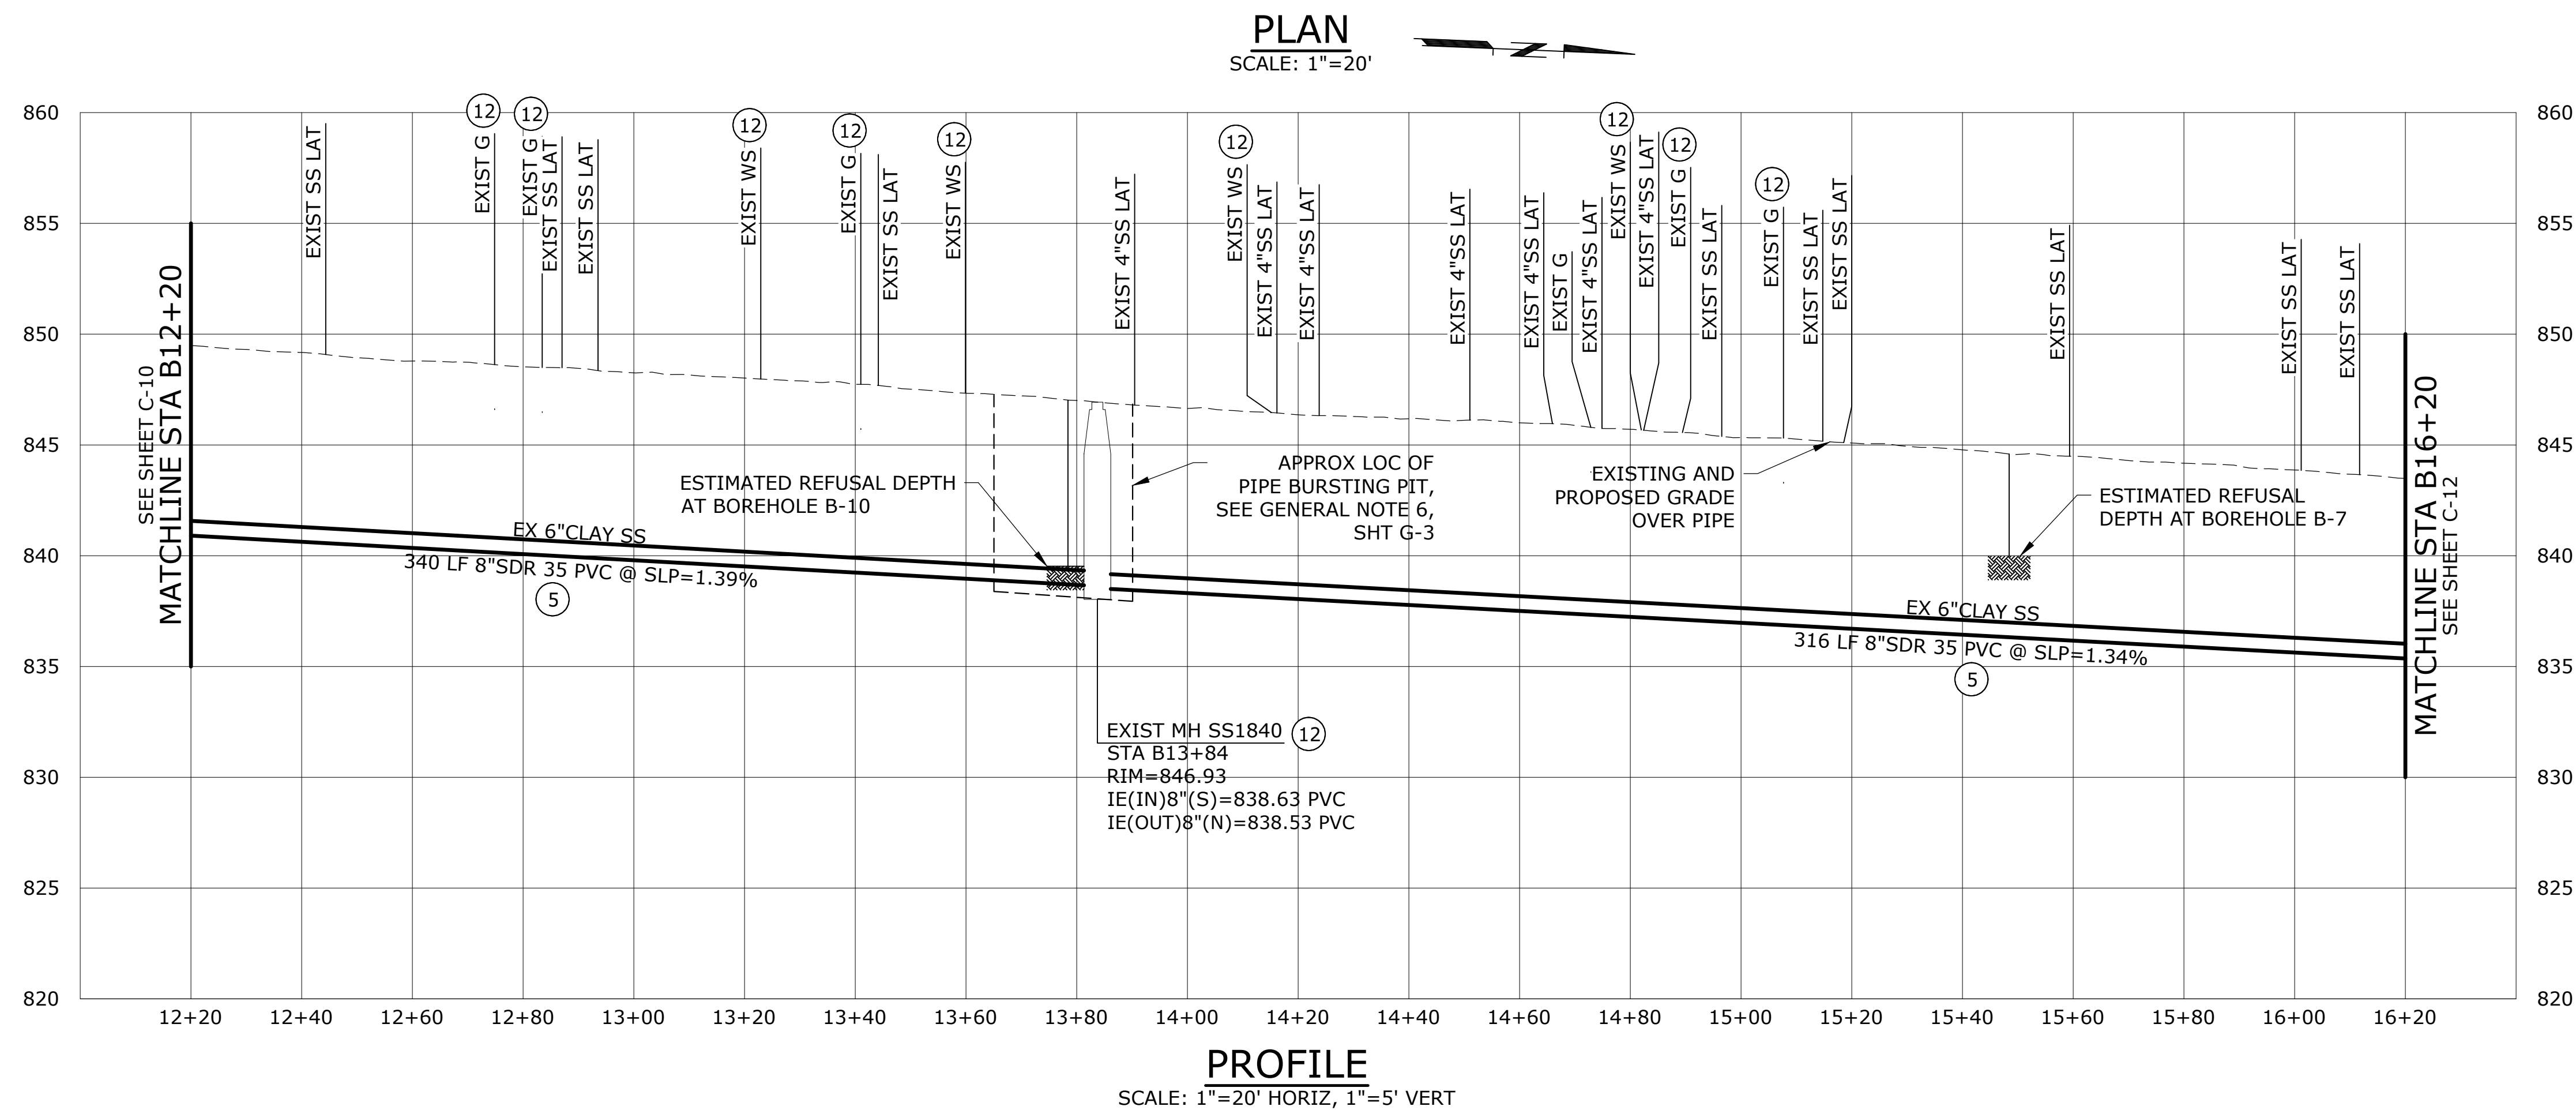 PLAN
SCALE: 1"=20'
Z
860
855
850
845
840
835
830
825
820
860
855
850
845
840
835
830
825
820
SEE SHEET C-10
MATCHLINE STA B12+20
EXIST SS LAT
12
EXIST G
12
EXIST G
EXIST SS LAT
EXIST SS LAT
12
EXIST WS
12
EXIST G
EXIST SS LAT
12
EXIST WS
EXIST 4"SS LAT
12
EXIST WS
EXIST 4"SS LAT
EXIST 4"SS LAT
EXIST 4"SS LAT
EXIST 4"SS LAT
EXIST G
EXIST 4"SS LAT
12
EXIST WS
EXIST 4"SS LAT
12
EXIST G
EXIST SS LAT
12
EXIST G
EXIST SS LAT
EXIST SS LAT
EXIST SS LAT
EXIST SS LAT
EXIST SS LAT
MATCHLINE STA B16+20
SEE SHEET C-12
ESTIMATED REFUSAL DEPTH
AT BOREHOLE B-10
APPROX LOC OF
PIPE BURSTING PIT,
SEE GENERAL NOTE 6,
SHT G-3
EXISTING AND
PROPOSED GRADE
OVER PIPE
ESTIMATED REFUSAL
DEPTH AT BOREHOLE B-7
EX 6"CLAY SS
340 LF 8"SDR 35 PVC @ SLP=1.39%
5
EX 6"CLAY SS
316 LF 8"SDR 35 PVC @ SLP=1.34%
5
EXIST MH SS1840
12
STA B13+84
RIM=846.93
IE(IN)8"(S)=838.63 PVC
IE(OUT)8"(N)=838.53 PVC
12+20 12+40 12+60 12+80 13+00 13+20 13+40 13+60 13+80 14+00 14+20 14+40 14+60 14+80 15+00 15+20 15+40 15+60 15+80 16+00 16+20
PROFILE
SCALE: 1"=20' HORIZ, 1"=5' VERT